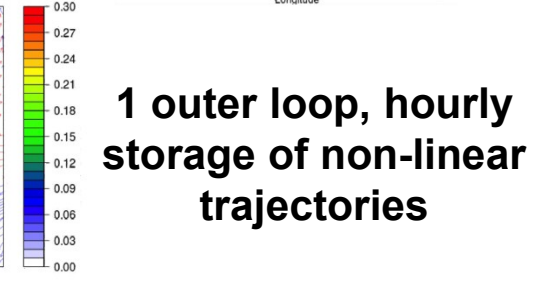 Longitude
0.30
0.27
0.24
0.21
0.18
0.15
0.12
0.09
0.06
0.03
0.00
1 outer loop, hourly
storage of non-linear
trajectories